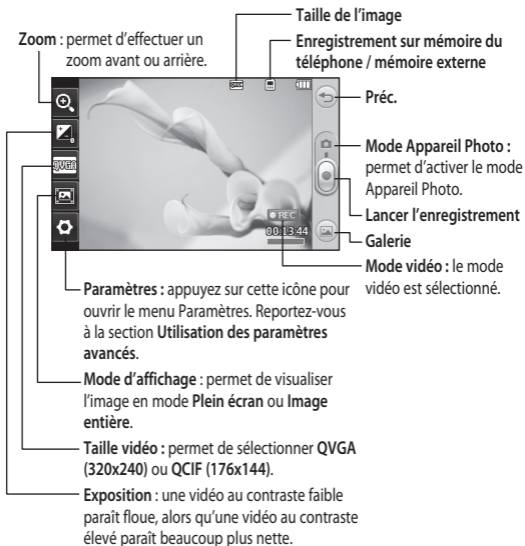 Taille de l'image
Zoom : permet d'effectuer un
zoom avant ou arrière.
Enregistrement sur mémoire du
téléphone / mémoire externe
Préc.
Mode Appareil Photo :
permet d'activer le mode
Appareil Photo.
Lancer l'enregistrement
Galerie
Mode vidéo : le mode
vidéo est sélectionné.
QVGA
REC
00:13:44
Paramètres : appuyez sur cette icône pour
ouvrir le menu Paramètres. Reportez-vous
à la section Utilisation des paramètres
avancés.
Mode d'affichage : permet de visualiser
l'image en mode Plein écran ou Image
entière.
Taille vidéo : permet de sélectionner QVGA
(320x240) ou QCIF (176x144).
Exposition : une vidéo au contraste faible
paraît floue, alors qu'une vidéo au contraste
élevé paraît beaucoup plus nette.